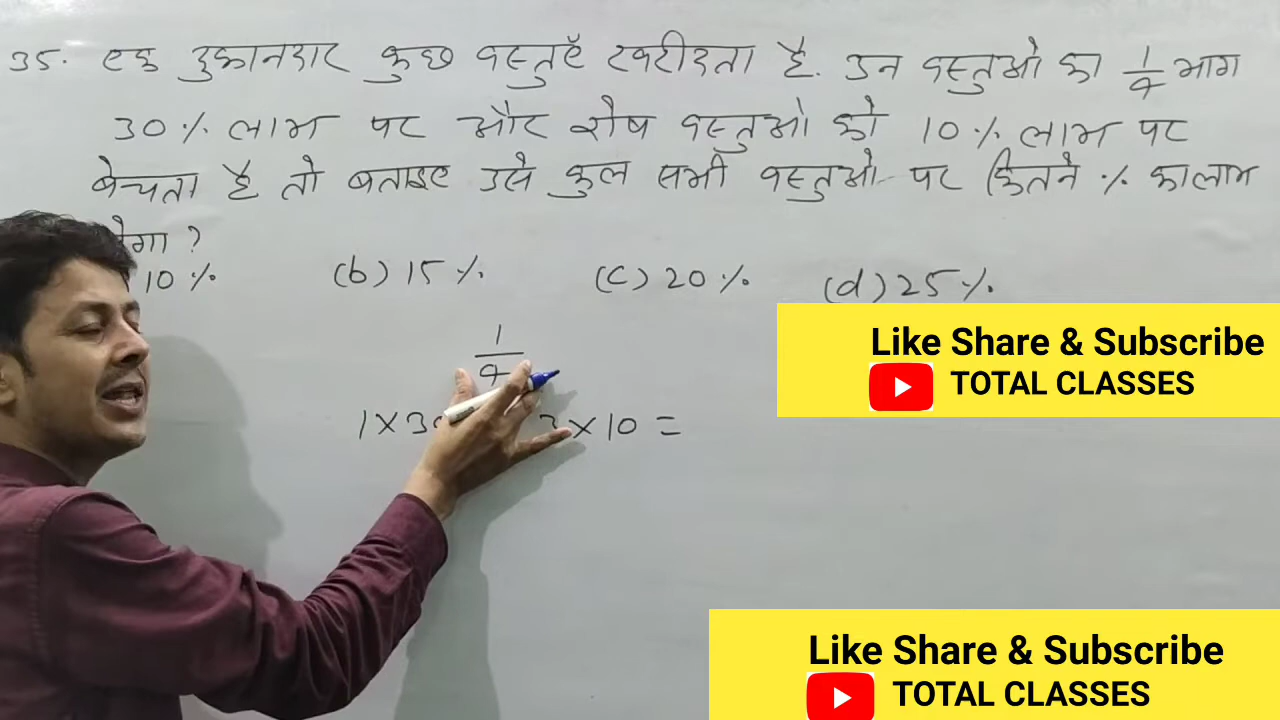 35. एक दुकानदार कुछ वस्तुएँ खरीदता है. उन वस्तुओ का 1/4 भाग
30% लाभ पर और शेष वस्तुओ को 10% लाभ पर
बेचता है तो बताइए उसे कुल सभी वस्तुओ पर कितने % का लाभ
?
10% (b) 15% (c) 20% (d) 25%
1/4
1x3 x10 =
Like Share & Subscribe
TOTAL CLASSES
Like Share & Subscribe
TOTAL CLASSES